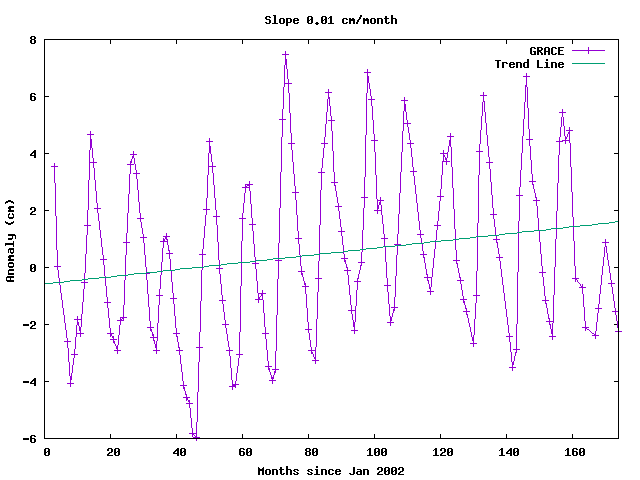 Slope 0.01 cm/month
8
GRACE
Trend Line
6
4
2
0
-2
-4
-6
Anomaly (cm)
0 20 40 60 80 100 120 140 160
Months since Jan 2002